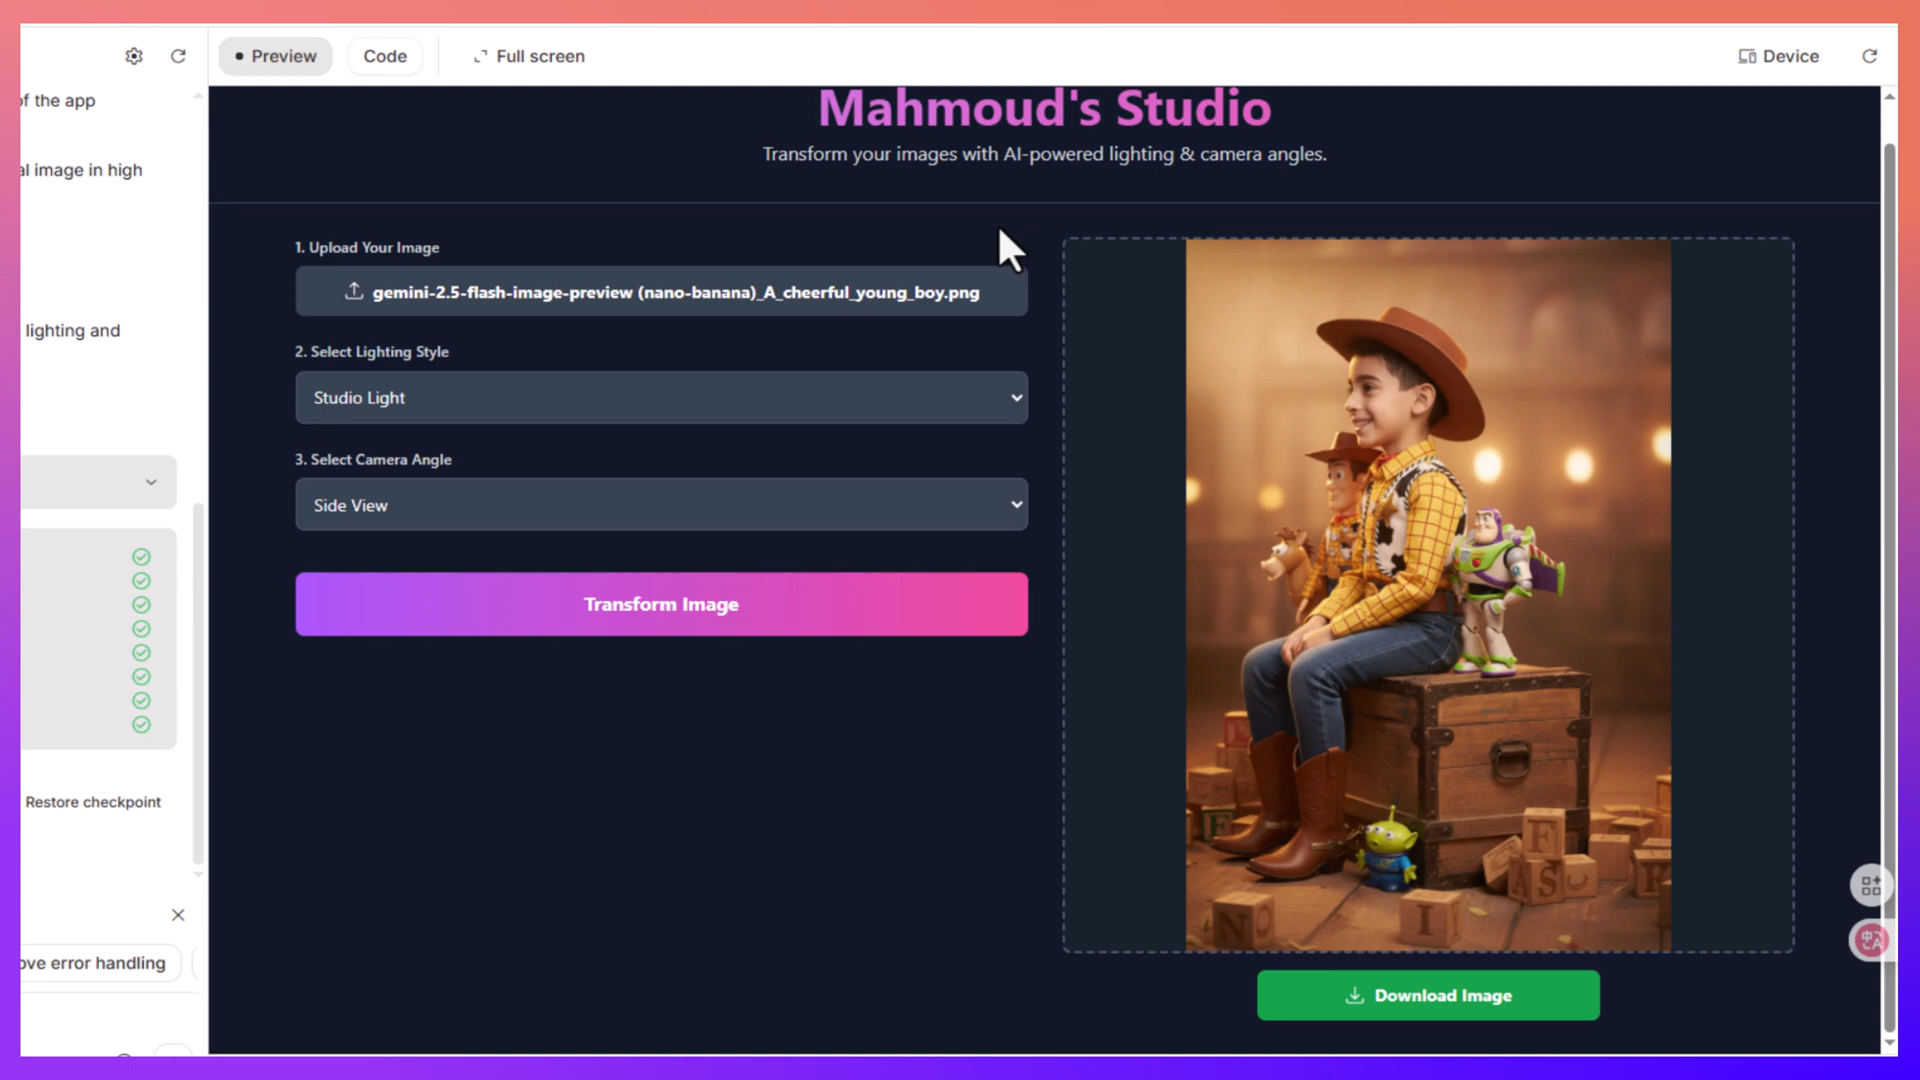 Preview
Code
Full screen
Device
of the app
al image in high
lighting and
Restore checkpoint
ove error handling
Mahmoud's Studio
Transform your images with AI-powered lighting & camera angles.
1. Upload Your Image
gemini-2.5-flash-image-preview (nano-banana)_A_cheerful_young_boy.png
2. Select Lighting Style
Studio Light
3. Select Camera Angle
Side View
Transform Image
F
A S
N
I
Download Image